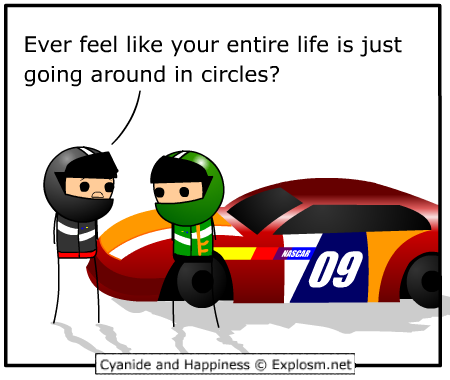 Ever feel like your entire life is just
going around in circles?
NASCAR
09
Cyanide and Happiness © Explosm.net